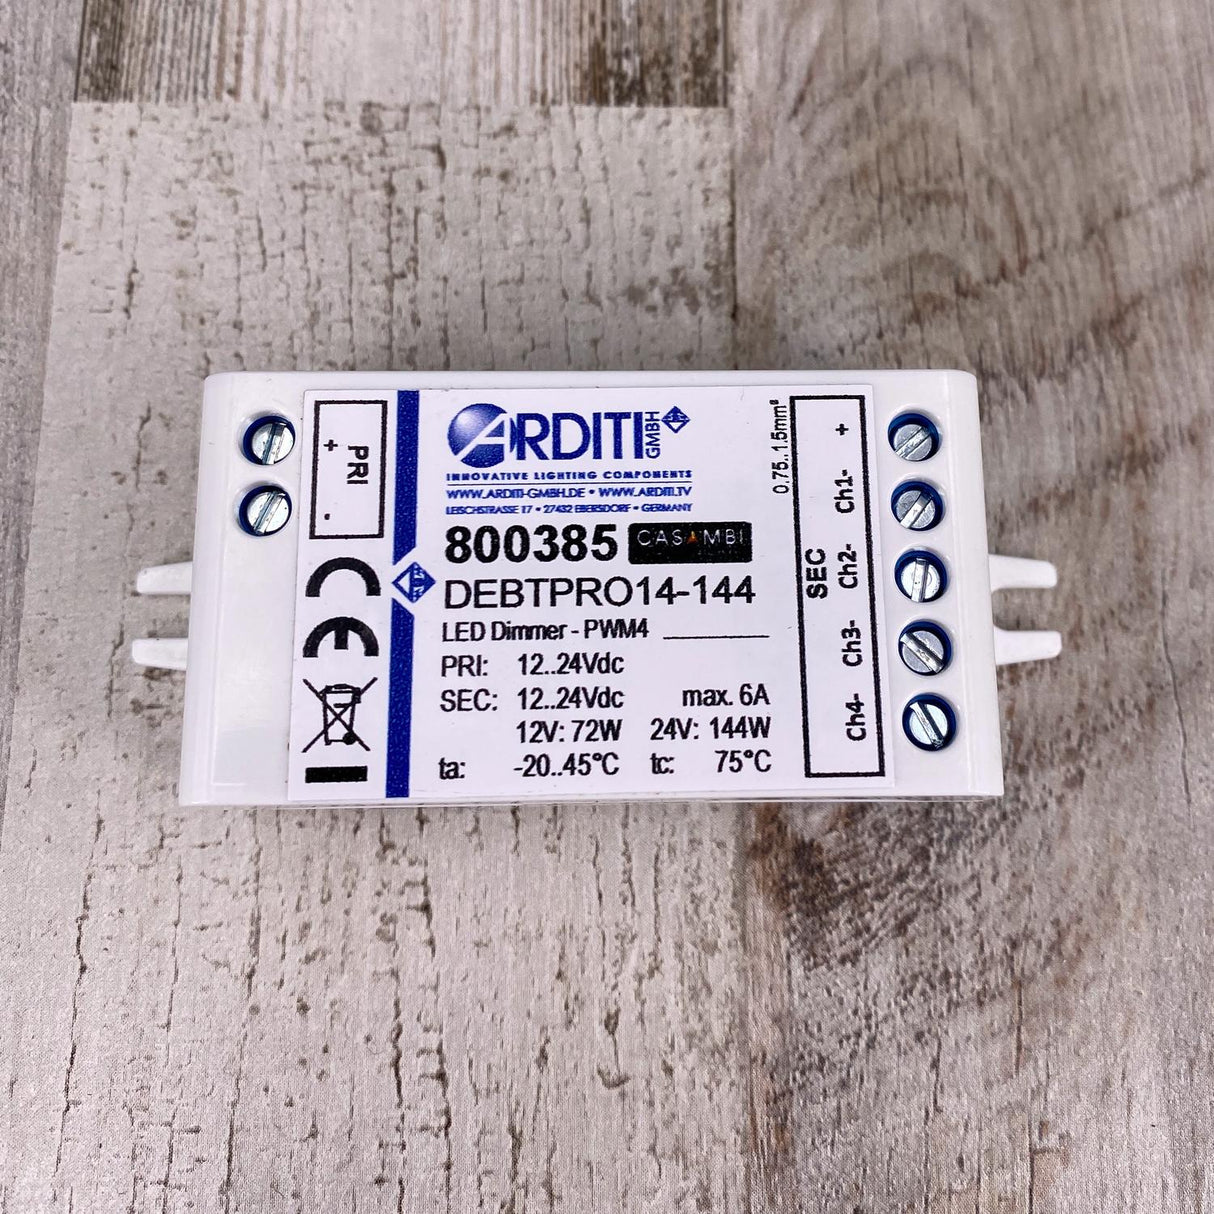 PRI
+
-
CE
ARDITI
GMBH
INNOVATIVE LIGHTING COMPONENTS
WWW.ARDITI-GMBH.DE • WWW.ARDITI.TV
LEISCHSTRASSE 17 • 27432 EBERSDORF • GERMANY
800385 CASAMBI
DEBTPRO14-144
LED Dimmer - PWM4
PRI: 12..24Vdc
SEC: 12..24Vdc max. 6A
12V: 72W 24V: 144W
ta: -20..45°C tc: 75°C
0,75..1,5mm²
SEC
+
Ch1-
Ch2-
Ch3-
Ch4-